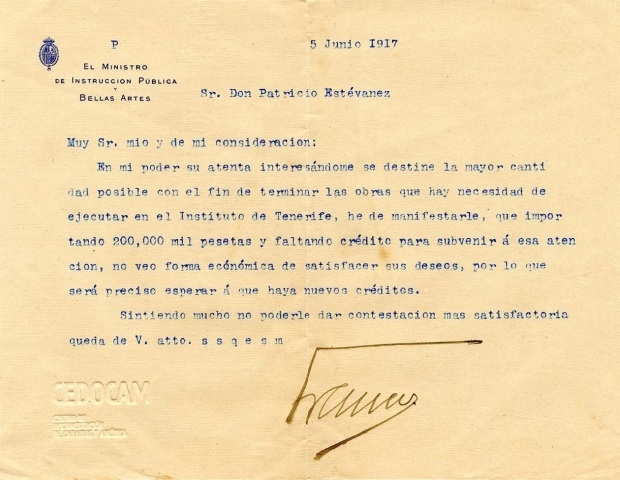 P
5 Junio 1917
EL MINISTRO
DE INSTRUCCION PÚBLICA
Y
BELLAS ARTES
Sr. Don Patricio Estévanez
Muy Sr. mio y de mi consideracion:
En mi poder su atenta interesándome se destine la mayor canti
dad posible con el fin de terminar las obras que hay necesidad de
ejecutar en el Instituto de Tenerife, he de manifestarle, que impor
tando 200,000 mil pesetas y faltando crédito para subvenir á esa aten
cion, no veo forma ecónómica de satisfacer sus deseos, por lo que
será preciso esperar á que haya nuevos créditos.
Sintiendo mucho no poderle dar contestacion mas satisfactoria
queda de V. atto. s s q e s m
CEDOCAM